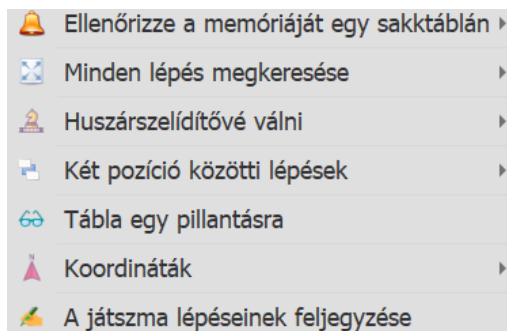 Ellenőrizze a memóriáját egy sakktáblán
Minden lépés megkeresése
Huszárszelídítővé válni
Két pozíció közötti lépések
Tábla egy pillantásra
Koordináták
A játszma lépéseinek feljegyzése